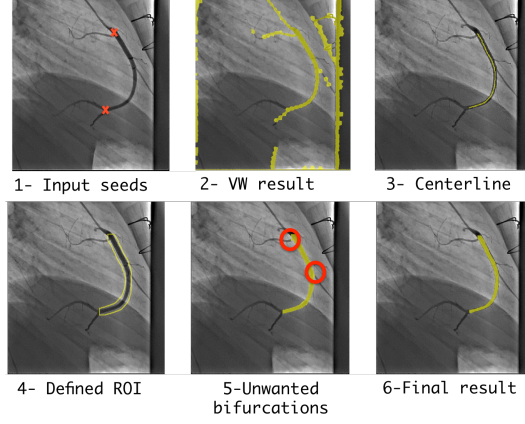 1- Input seeds
2- VW result
3- Centerline
4- Defined ROI
5-Unwanted
bifurcations
6-Final result